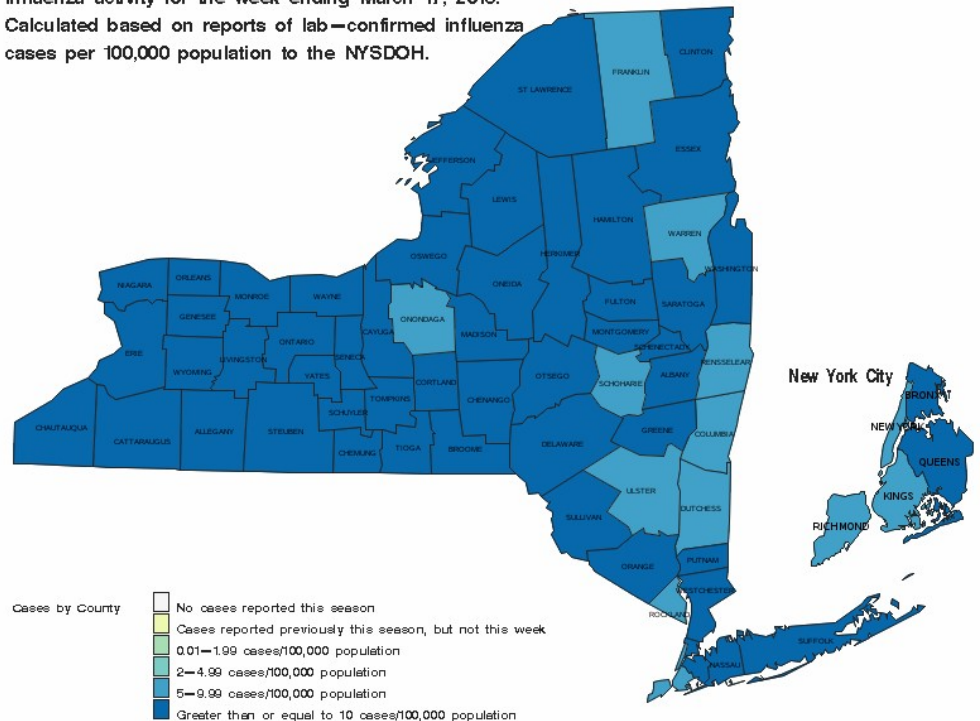 Calculated based on reports of lab-confirmed influenza
cases per 100,000 population to the NYSDOH.
CLINTON
FRANKLIN
ST LAWRENCE
ESSEX
JEFFERSON
LEWIS
HAMILTON
WARREN
HERKIMER
OSWEGO
WASHINGTON
ONEIDA
NIAGARA
ORLEANS
MONROE
WAYNE
FULTON
SARATOGA
GENESEE
ONONDAGA
CAYUGA
MADISON
MONTGOMERY
ONTARIO
SCHENECTADY
ERIE
SENECA
LIVINGSTON
RENSSELEAR
WYOMING
YATES
OTSEGO
ALBANY
SCHOHARIE
CORTLAND
New York City
TOMPKINS
CHENANGO
BRONX
SCHUYLER
CHAUTAUQUA
CATTARAUGUS
ALLEGANY
STEUBEN
GREENE
COLUMBIA
NEW YORK
CHEMUNG
TIOGA
BROOME
DELAWARE
QUEENS
ULSTER
KINGS
DUTCHESS
SULLIVAN
RICHMOND
PUTNAM
ORANGE
WESTCHESTER
ROCKLAND
SUFFOLK
NASSAU
Cases by County
No cases reported this season
Cases reported previously this season, but not this week
0.01-1.99 cases/100,000 population
2-4.99 cases/100,000 population
5-9.99 cases/100,000 population
Greater than or equal to 10 cases/100,000 population